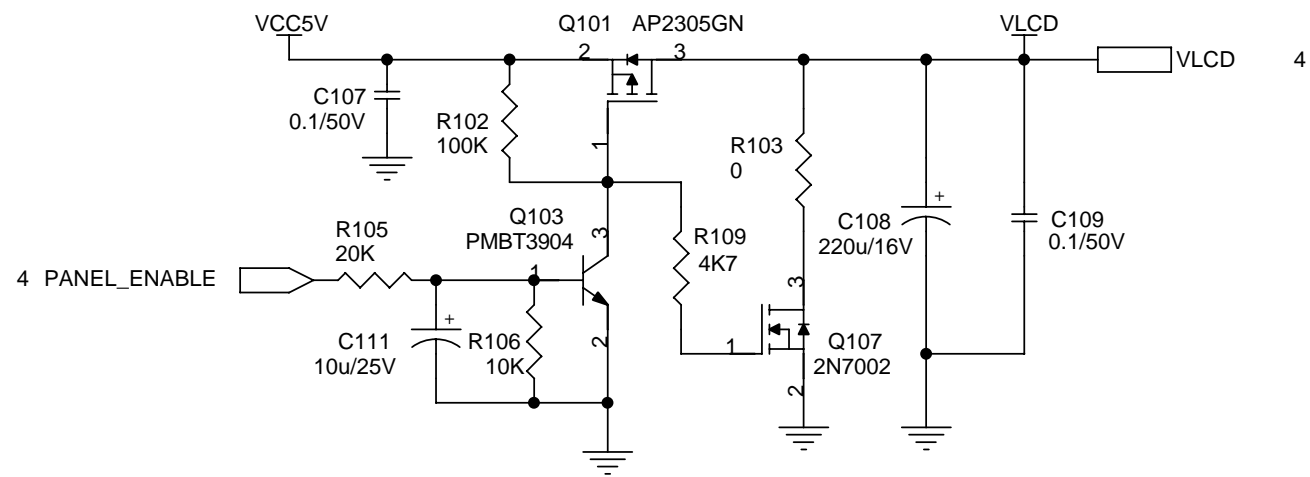 VCC5V Q101 AP2305GN VLCD
2 3 VLCD 4
C107
0.1/50V
R102
100K
1
R103
0
Q103
PMBT3904
3
R105
20K
R109
4K7
C108
220u/16V
+
C109
0.1/50V
4 PANEL_ENABLE
1
3
+
C111
10u/25V
R106
10K
2
1
Q107
2N7002
2